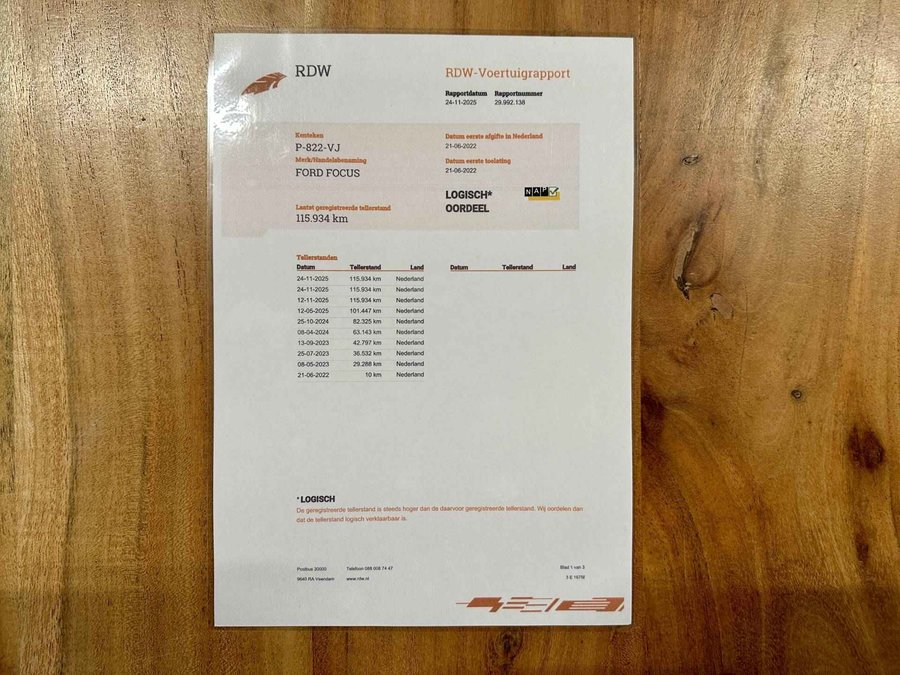 RDW
RDW-Voertuigrapport
Rapportdatum Rapportnummer
24-11-2025 29.992.138
Kenteken
P-822-VJ
Merk/Handelsbenaming
FORD FOCUS
Laatst geregistreerde tellerstand
115.934 km
Datum eerste afgifte in Nederland
21-06-2022
Datum eerste toelating
21-06-2022
LOGISCH*
OORDEEL
NAP
Tellerstanden
Datum Tellerstand Land
24-11-2025 115.934 km Nederland
24-11-2025 115.934 km Nederland
12-11-2025 115.934 km Nederland
12-05-2025 101.447 km Nederland
25-10-2024 82.325 km Nederland
08-04-2024 63.143 km Nederland
13-09-2023 42.797 km Nederland
25-07-2023 36.532 km Nederland
08-05-2023 29.288 km Nederland
21-06-2022 10 km Nederland
Datum Tellerstand Land
* LOGISCH
De geregistreerde tellerstand is steeds hoger dan de daarvoor geregistreerde tellerstand. Wij oordelen dan
dat de tellerstand logisch verklaarbaar is.
Postbus 30000 Telefoon 088 008 74 47
9640 RA Veendam www.rdw.nl
Blad 1 van 3